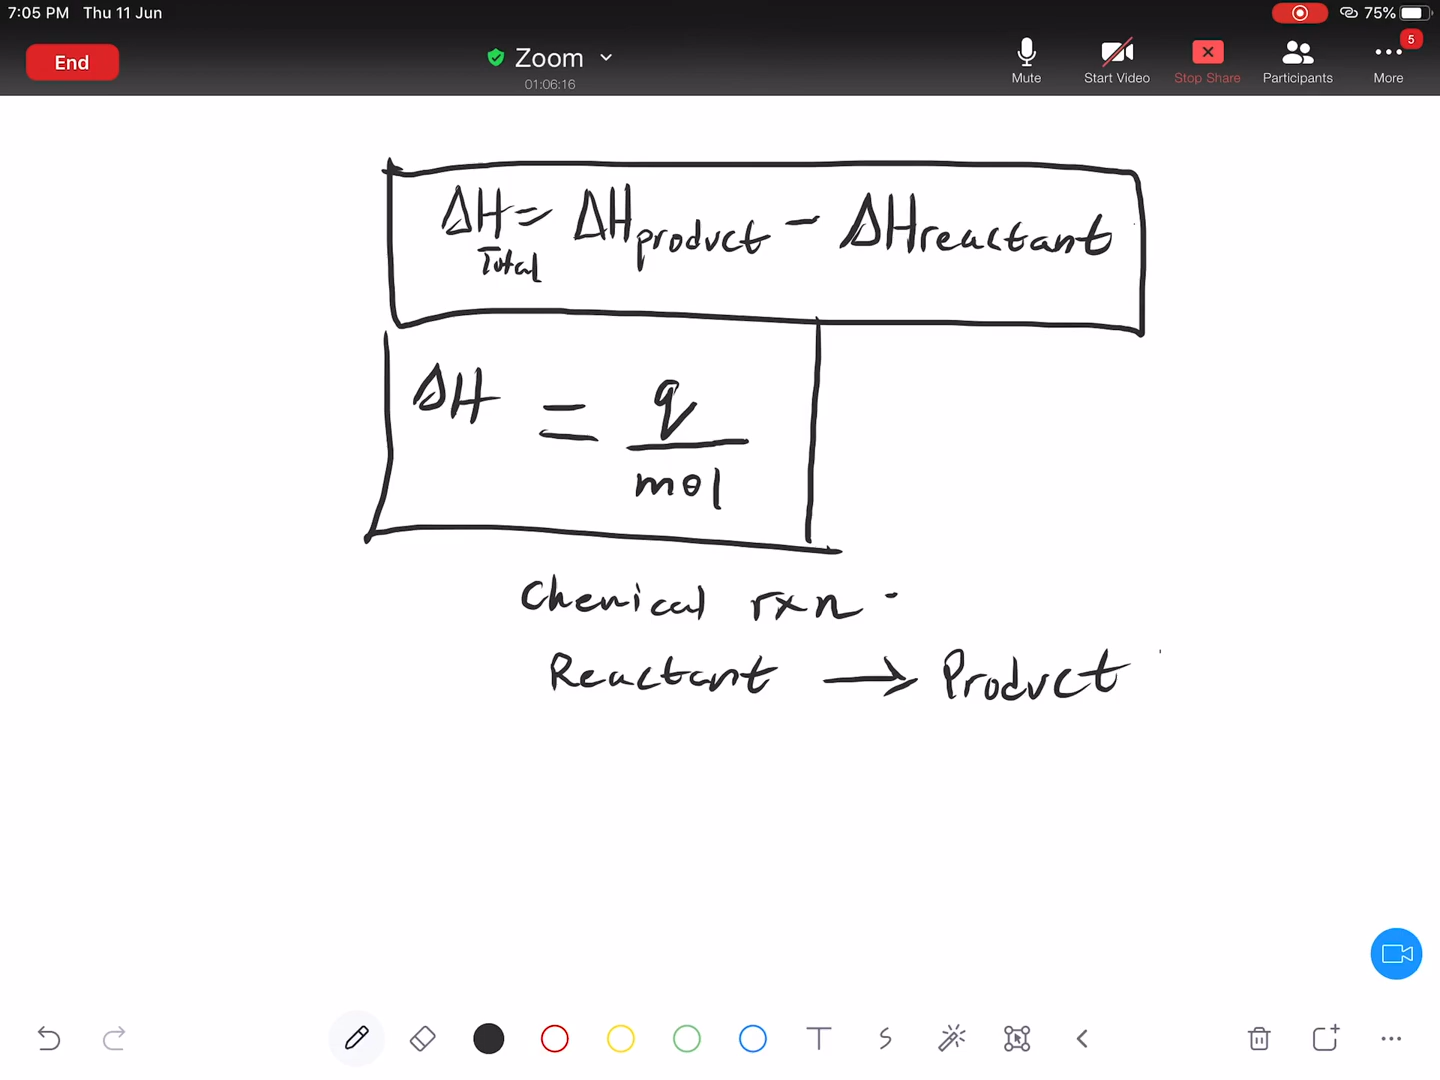 7:05 PM Thu 11 Jun
75%
End
Zoom
01:06:16
Mute
Start Video
Stop Share
Participants
More
5
ΔH = ΔHproduct - ΔHreactant
Total
ΔH = q
mol
Chemical rxn -
Reactant → Product
T
S